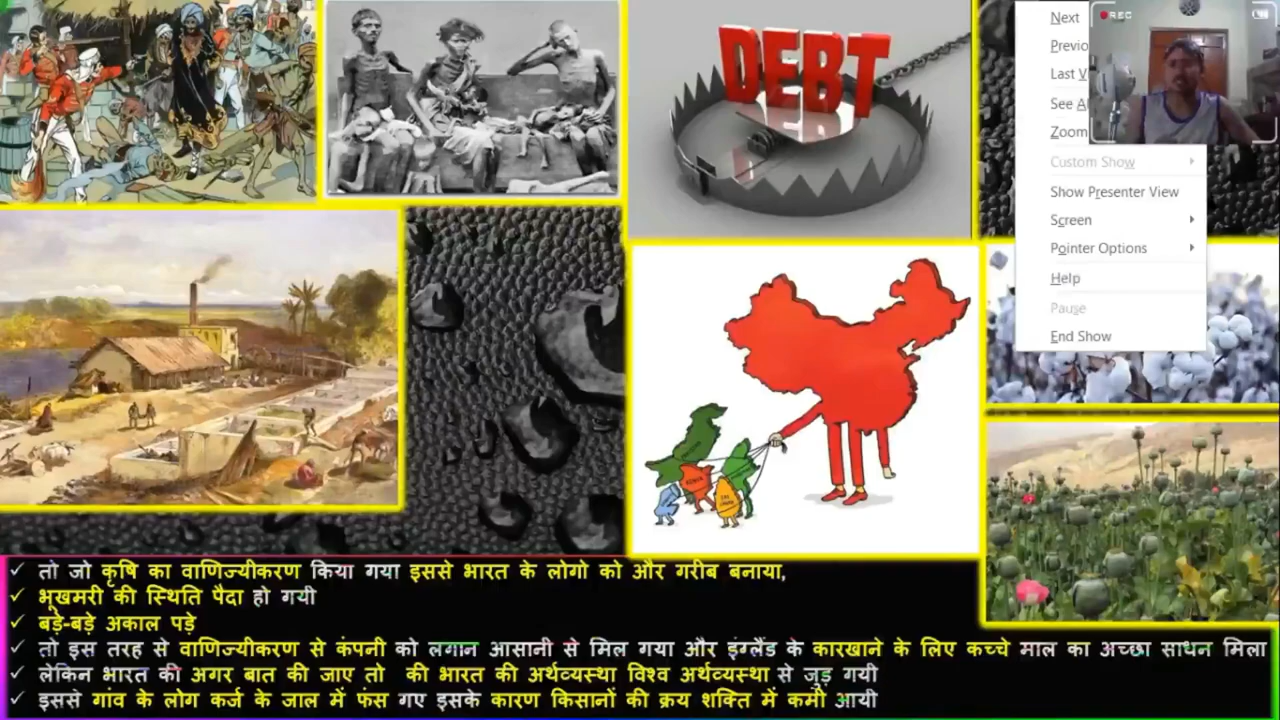 DEBT
REC
Next
Previo
Last V
See Al
Zoom
Custom Show
Show Presenter View
Screen
Pointer Options
Help
Pause
End Show
KENYA
तो जो कृषि का वाणिज्यीकरण किया गया इससे भारत के लोगो को और गरीब बनाया,
भूखमरी की स्थिति पैदा हो गयी
बड़े-बड़े अकाल पड़े
तो इस तरह से वाणिज्यीकरण से कंपनी को लगान आसानी से मिल गया और इंग्लैंड के कारखाने के लिए कच्चे माल का अच्छा साधन मिला
लेकिन भारत की अगर बात की जाए तो की भारत की अर्थव्यस्था विश्व अर्थव्यस्था से जुड़ गयी
इससे गांव के लोग कर्ज के जाल में फंस गए इसके कारण किसानों की क्रय शक्ति में कमी आयी